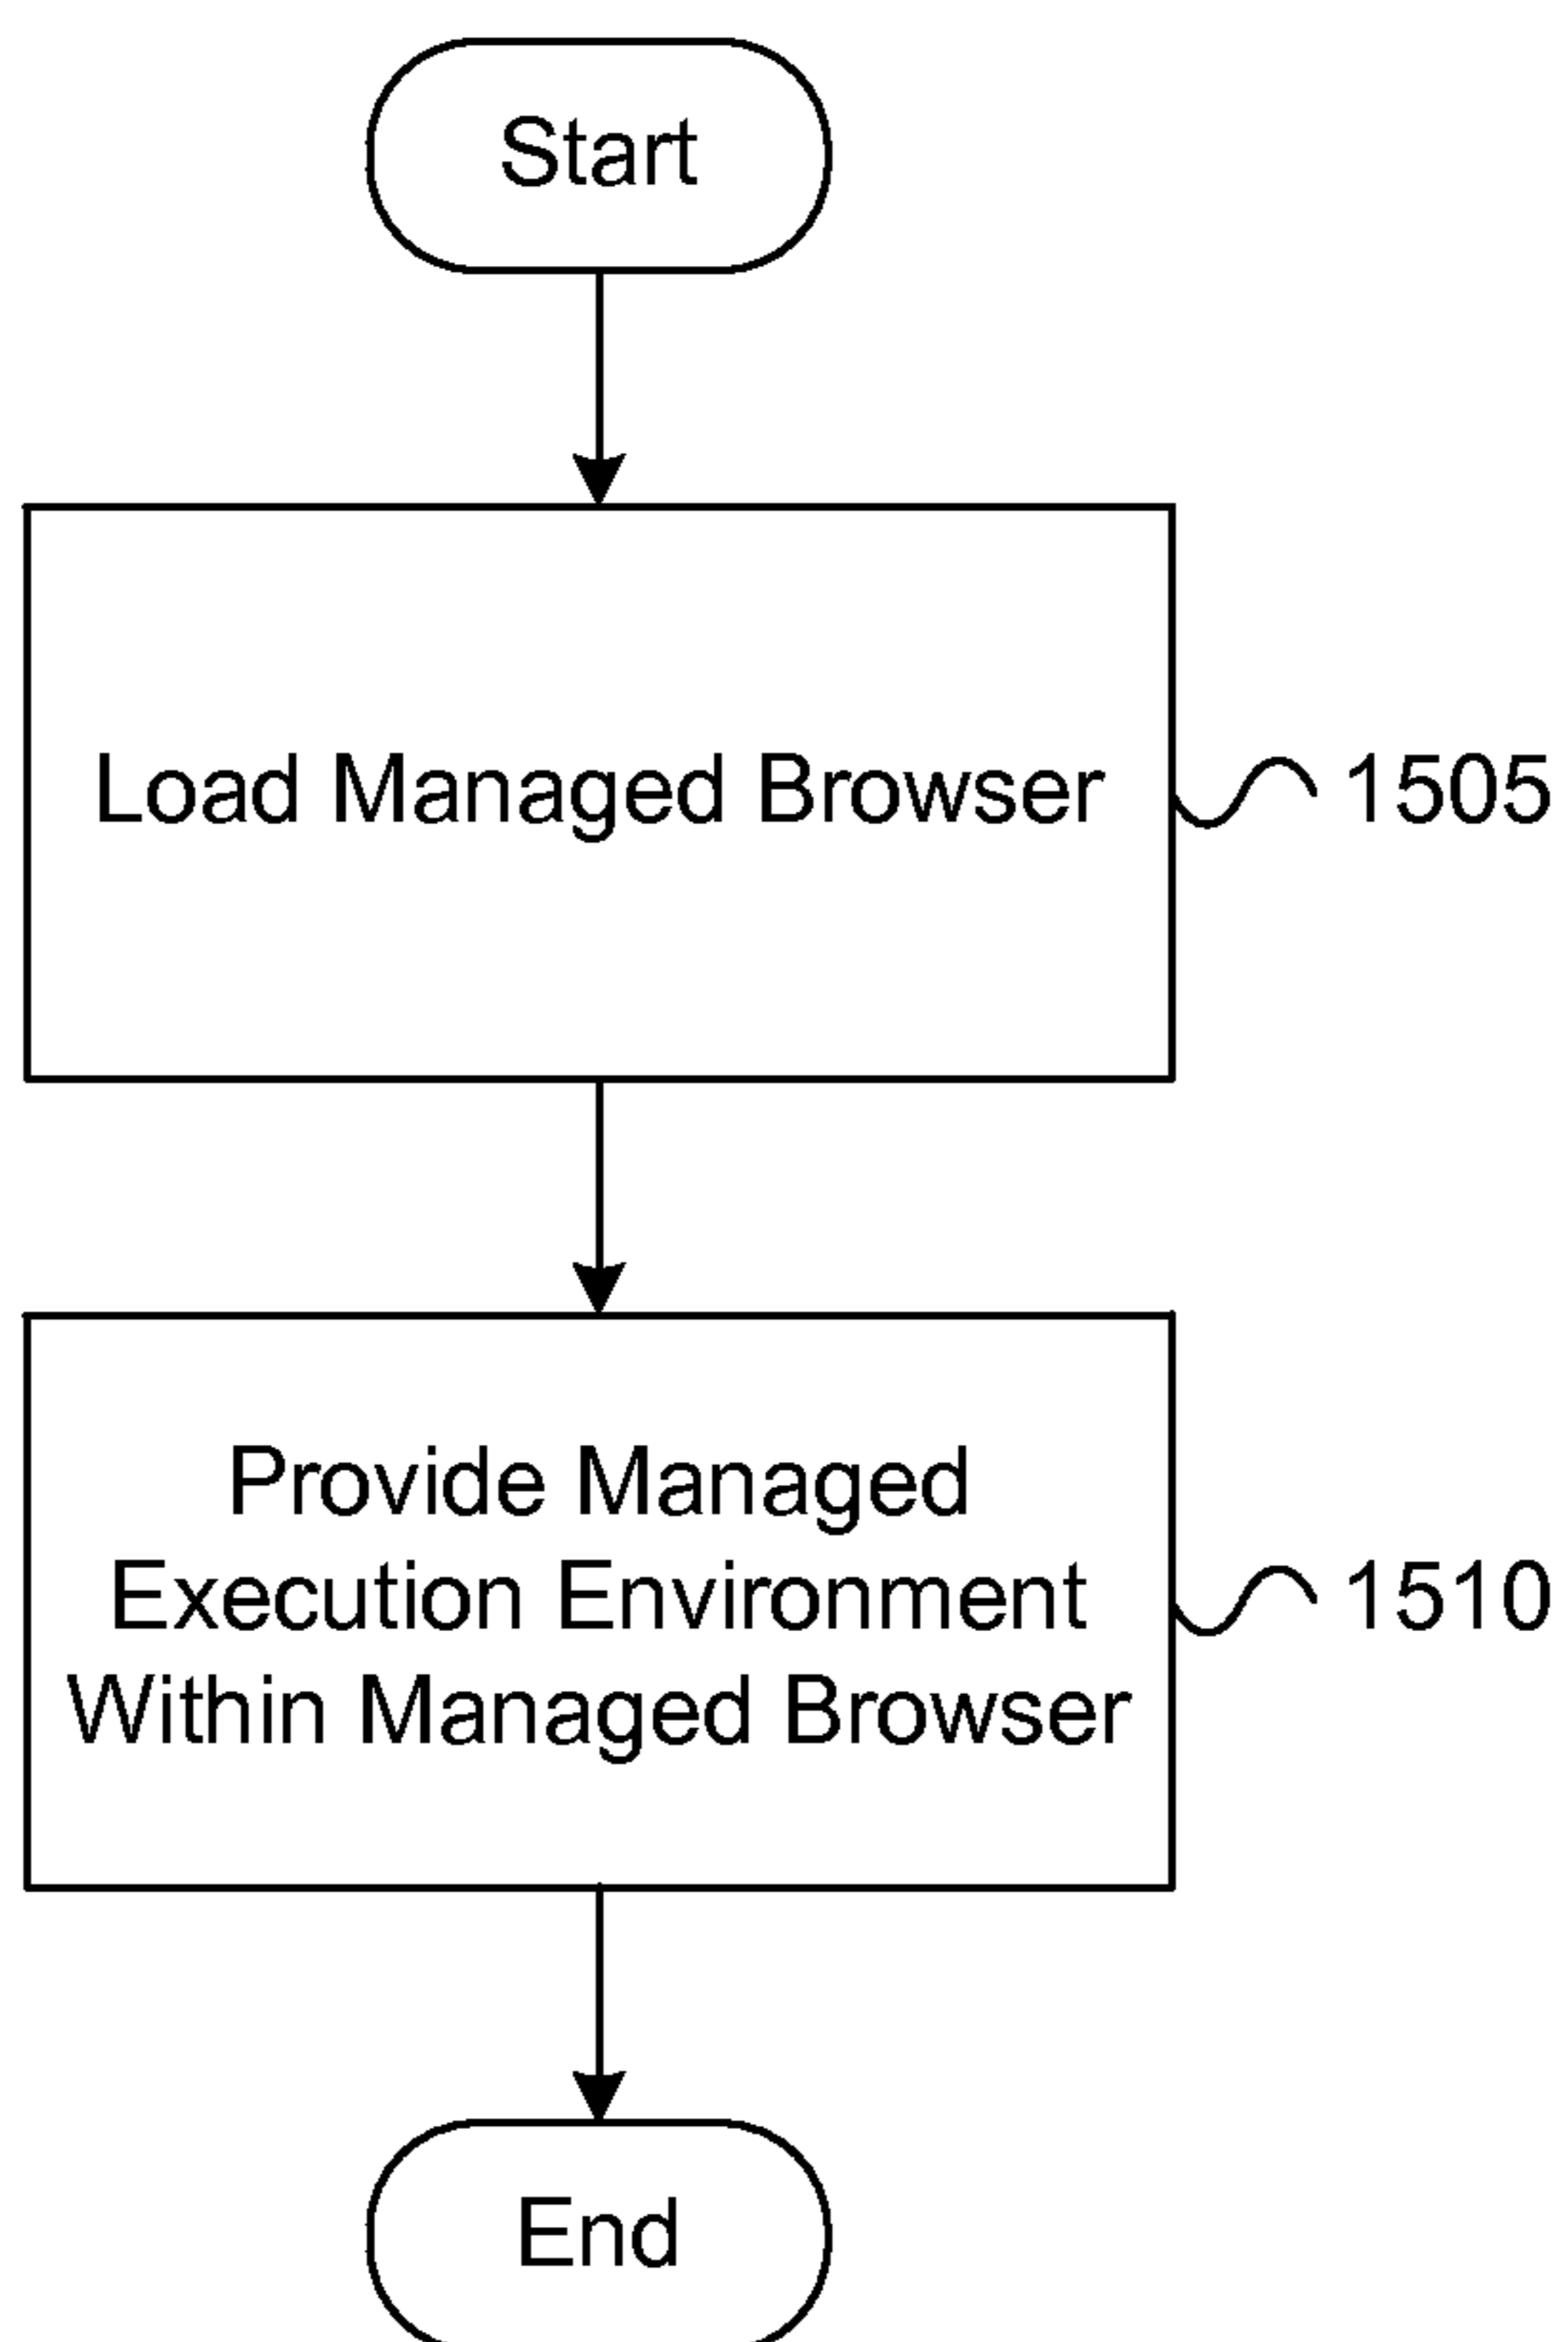 Start
Load Managed Browser
1505
Provide Managed
Execution Environment
Within Managed Browser
1510
End